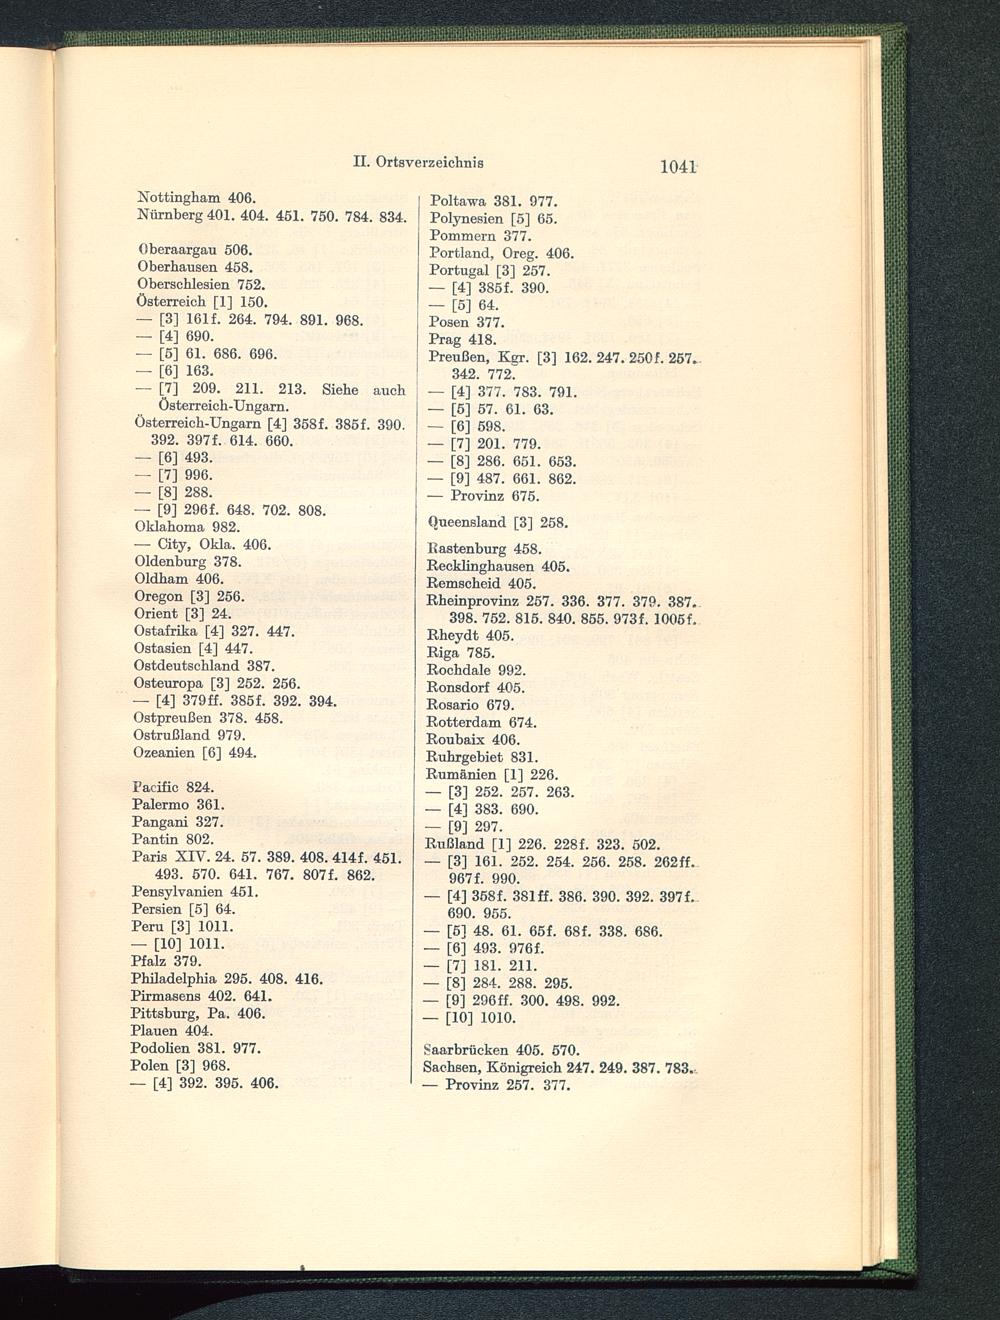 II. Ortsverzeichnis 1041
Nottingham 406.
Nürnberg 401. 404. 451. 750. 784. 834.
Oberaargau 506.
Oberhausen 458.
Oberschlesien 752.
Österreich [1] 150.
— [3] 161f. 264. 794. 891. 968.
— [4] 690.
— [5] 61. 686. 696.
— [6] 163.
— [7] 209. 211. 213. Siehe auch
Österreich-Ungarn.
Österreich-Ungarn [4] 358f. 385f. 390.
392. 397f. 614. 660.
— [6] 493.
— [7] 996.
— [8] 288.
— [9] 296f. 648. 702. 808.
Oklahoma 982.
— City, Okla. 406.
Oldenburg 378.
Oldham 406.
Oregon [3] 256.
Orient [3] 24.
Ostafrika [4] 327. 447.
Ostasien [4] 447.
Ostdeutschland 387.
Osteuropa [3] 252. 256.
— [4] 379ff. 385f. 392. 394.
Ostpreußen 378. 458.
Ostrußland 979.
Ozeanien [6] 494.
Pacific 824.
Palermo 361.
Pangani 327.
Pantin 802.
Paris XIV. 24. 57. 389. 408. 414f. 451.
493. 570. 641. 767. 807f. 862.
Pensylvanien 451.
Persien [5] 64.
Peru [3] 1011.
— [10] 1011.
Pfalz 379.
Philadelphia 295. 408. 416.
Pirmasens 402. 641.
Pittsburg, Pa. 406.
Plauen 404.
Podolien 381. 977.
Polen [3] 968.
— [4] 392. 395. 406.
Poltawa 381. 977.
Polynesien [5] 65.
Pommern 377.
Portland, Oreg. 406.
Portugal [3] 257.
— [4] 385f. 390.
— [5] 64.
Posen 377.
Prag 418.
Preußen, Kgr. [3] 162. 247. 250f. 257.
342. 772.
— [4] 377. 783. 791.
— [5] 57. 61. 63.
— [6] 598.
— [7] 201. 779.
— [8] 286. 651. 653.
— [9] 487. 661. 862.
— Provinz 675.
Queensland [3] 258.
Rastenburg 458.
Recklinghausen 405.
Remscheid 405.
Rheinprovinz 257. 336. 377. 379. 387.
398. 752. 815. 840. 855. 973f. 1005f.
Rheydt 405.
Riga 785.
Rochdale 992.
Ronsdorf 405.
Rosario 679.
Rotterdam 674.
Roubaix 406.
Ruhrgebiet 831.
Rumänien [1] 226.
— [3] 252. 257. 263.
— [4] 383. 690.
— [9] 297.
Rußland [1] 226. 228f. 323. 502.
— [3] 161. 252. 254. 256. 258. 262ff.
967f. 990.
— [4] 358f. 381ff. 386. 390. 392. 397f.
690. 955.
— [5] 48. 61. 65f. 68f. 338. 686.
— [6] 493. 976f.
— [7] 181. 211.
— [8] 284. 288. 295.
— [9] 296ff. 300. 498. 992.
— [10] 1010.
Saarbrücken 405. 570.
Sachsen, Königreich 247. 249. 387. 783.
— Provinz 257. 377.